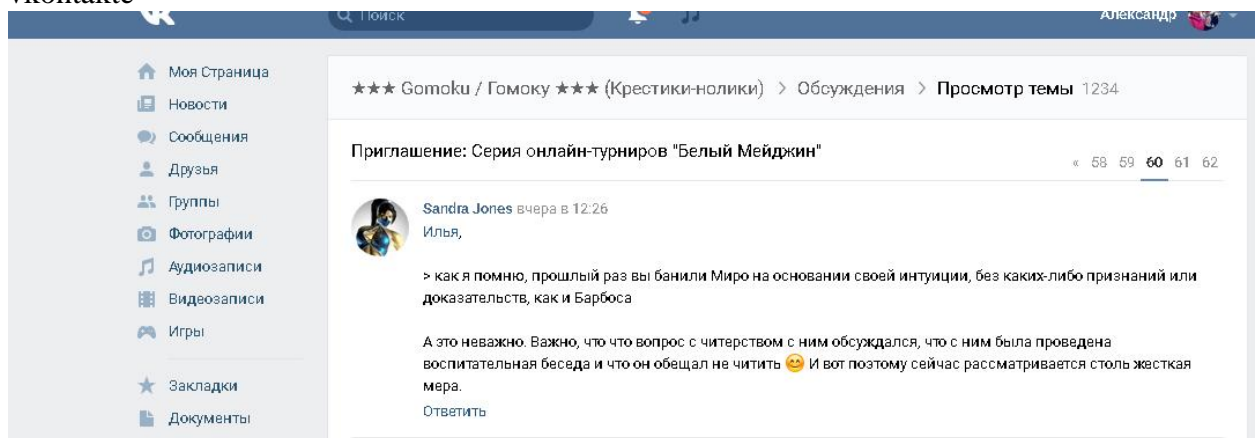 vkontakte
Поиск
Александр
Моя Страница
Новости
Сообщения
Друзья
Группы
Фотографии
Аудиозаписи
Видеозаписи
Игры
Закладки
Документы
★★★ Gomoku / Гомоку ★★★ (Крестики-нолики) > Обсуждения > Просмотр темы 1234
Приглашение: Серия онлайн-турниров "Белый Мейджин"
« 58 59 60 61 62
Sandra Jones вчера в 12:26
Илья,
> как я помню, прошлый раз вы банили Миро на основании своей интуиции, без каких-либо признаний или
доказательств, как и Барбоса
А это неважно. Важно, что что вопрос с читерством с ним обсуждался, что с ним была проведена
воспитательная беседа и что он обещал не читить 😊 И вот поэтому сейчас рассматривается столь жесткая
мера.
Ответить